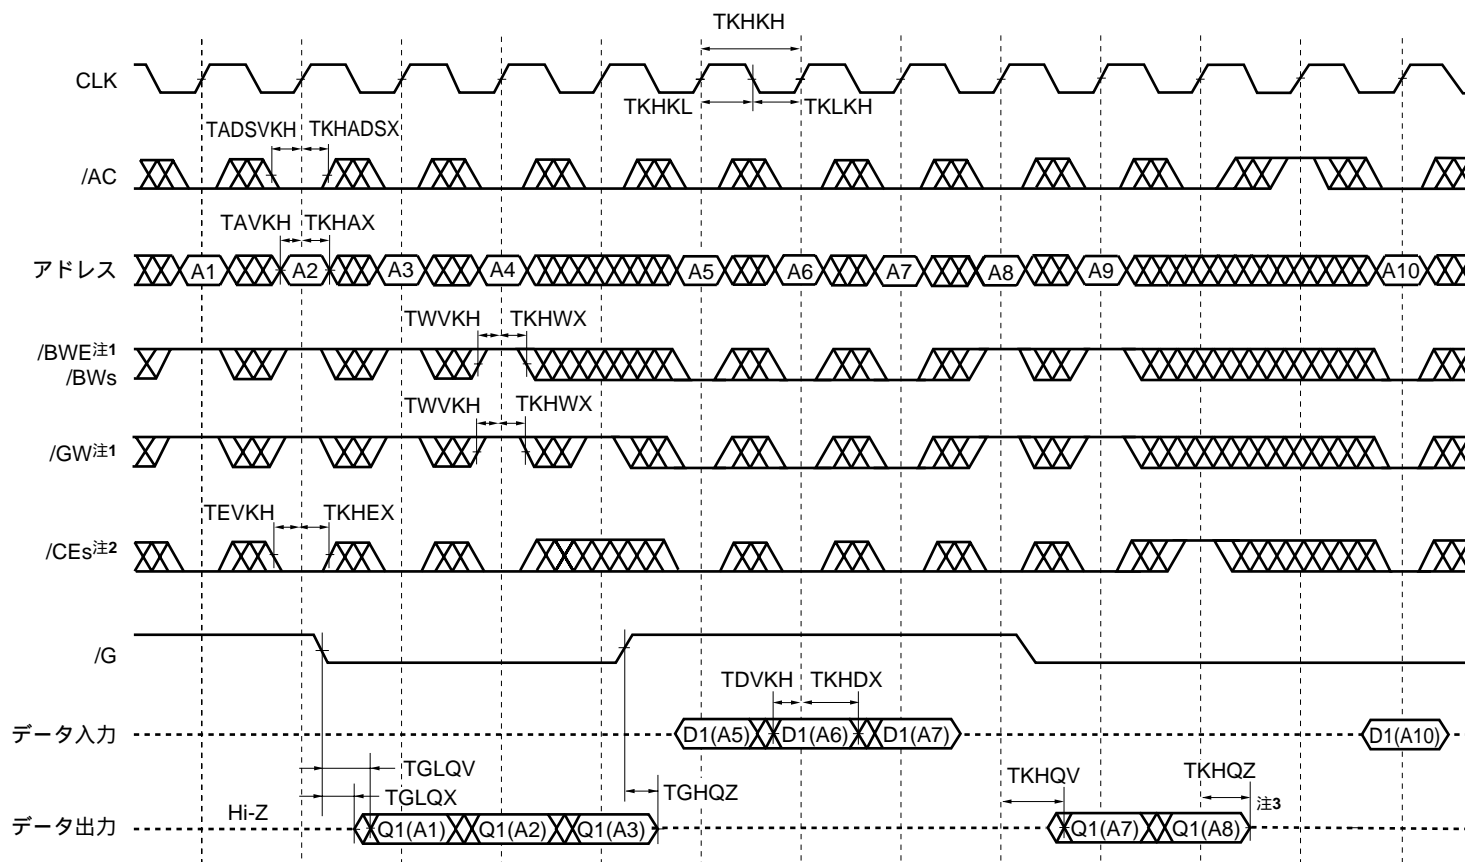 TKHKH
CLK
TKHKL TKLKH
TADSVKH TKHADSX
/AC
TAVKH TKHAX
アドレス A1 A2 A3 A4 A5 A6 A7 A8 A9 A10
TWVKH TKHWX
/BWE注1
/BWs
TWVKH TKHWX
/GW注1
TEVKH TKHEX
/CEs注2
/G
TDVKH TKHDX
データ入力 D1(A5) D1(A6) D1(A7) D1(A10)
TGLQV TKHQV TKHQZ
TGLQX TGHQZ
Hi-Z 注3
データ出力 Q1(A1) Q1(A2) Q1(A3) Q1(A7) Q1(A8)